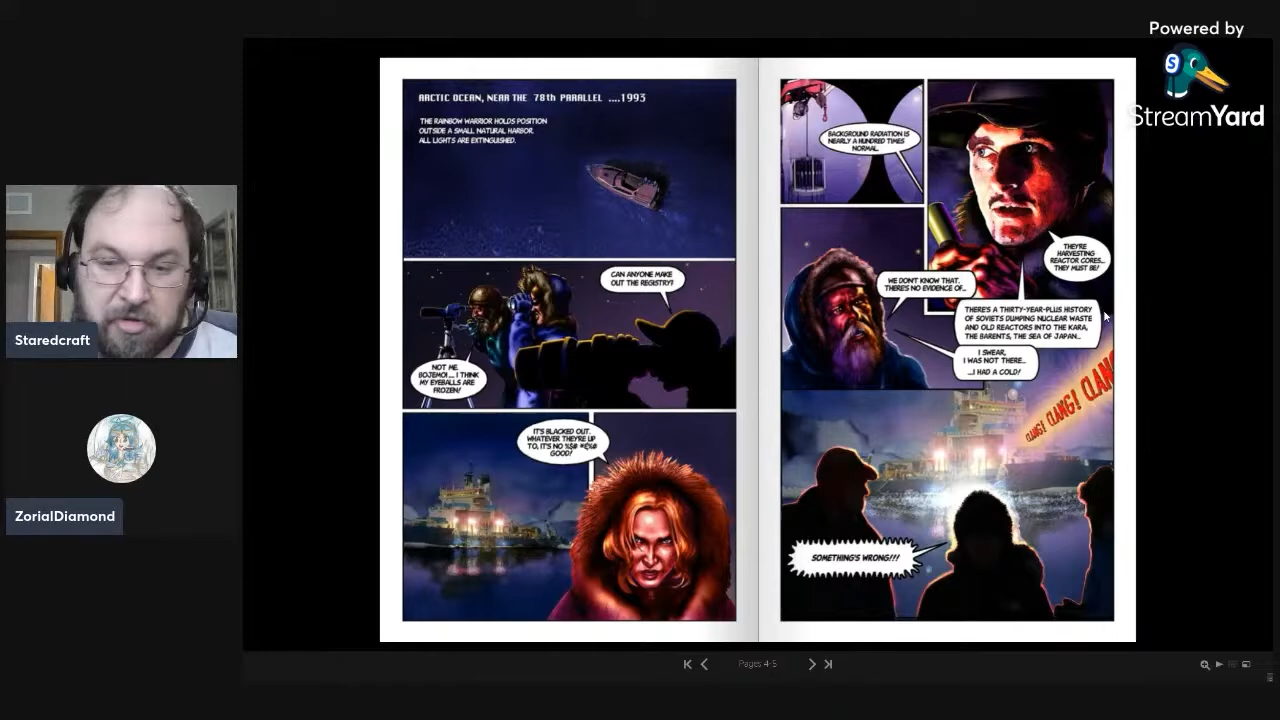 Powered by
S
StreamYard
Staredcraft
ZorialDiamond
ARCTIC OCEAN, NEAR THE 78th PARALLEL ....1993
THE RAINBOW WARRIOR HOLDS POSITION
OUTSIDE A SMALL NATURAL HARBOR.
ALL LIGHTS ARE EXTINGUISHED.
CAN ANYONE MAKE
OUT THE REGISTRY?
NOT ME.
BOJEMOI.... I THINK
MY EYEBALLS ARE
FROZEN!
IT'S BLACKED OUT.
WHATEVER THEY'RE UP
TO, IT'S NO %$# #@%#
GOOD!
BACKGROUND RADIATION IS
NEARLY A HUNDRED TIMES
NORMAL.
THEY'RE
HARVESTING
REACTOR CORES...
THEY MUST BE!
WE DON'T KNOW THAT.
THERE'S NO EVIDENCE OF...
THERE'S A THIRTY-YEAR-PLUS HISTORY
OF SOVIETS DUMPING NUCLEAR WASTE
AND OLD REACTORS INTO THE KARA,
THE BARENTS, THE SEA OF JAPAN...
I SWEAR,
I WAS NOT THERE...
...I HAD A COLD!
CLANG! CLANG! CLANG
SOMETHING'S WRONG!!!
Pages 4-5